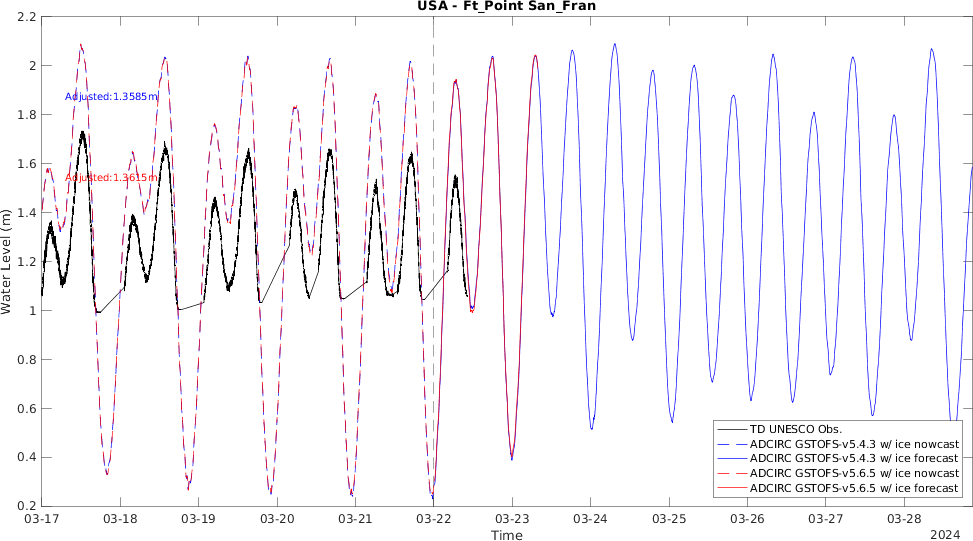 USA - Ft_Point San_Fran
2.2
2
1.8
1.6
1.4
1.2
1
0.8
0.6
0.4
0.2
Water Level (m)
Adjusted:1.3585m
Adjusted:1.3615m
TD UNESCO Obs.
ADCIRC GSTOFS-v5.4.3 w/ ice nowcast
ADCIRC GSTOFS-v5.4.3 w/ ice forecast
ADCIRC GSTOFS-v5.6.5 w/ ice nowcast
ADCIRC GSTOFS-v5.6.5 w/ ice forecast
03-17 03-18 03-19 03-20 03-21 03-22 03-23 03-24 03-25 03-26 03-27 03-28
Time
2024